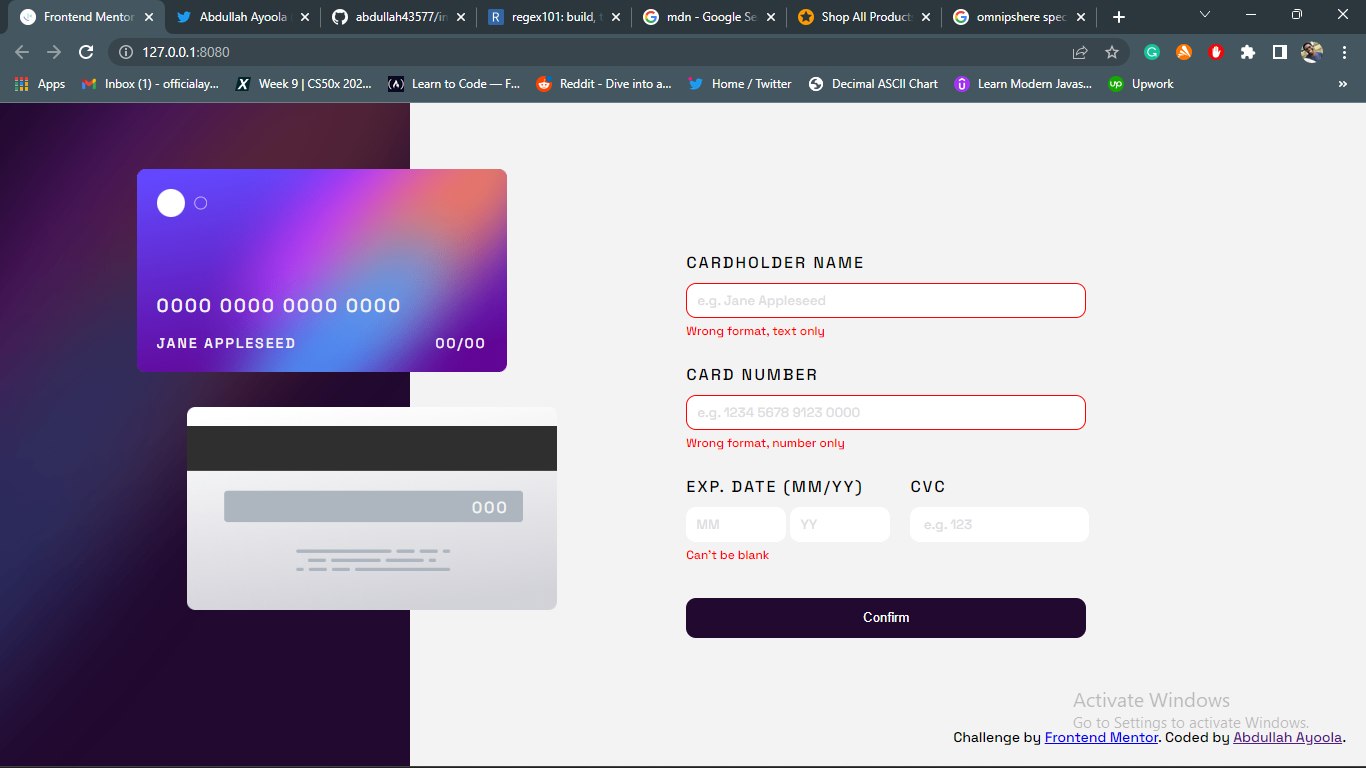 Frontend Mentor
Abdullah Ayoola
abdullah43577/in
regex101: build, t
mdn - Google Se
Shop All Product
omnipshere spec
127.0.0.1:8080
Apps
Inbox (1) - officialay...
Week 9 | CS50x 202...
Learn to Code — F...
Reddit - Dive into a...
Home / Twitter
Decimal ASCII Chart
Learn Modern Javas...
Upwork
0000 0000 0000 0000
JANE APPLESEED 00/00
000
CARDHOLDER NAME
e.g. Jane Appleseed
Wrong format, text only
CARD NUMBER
e.g. 1234 5678 9123 0000
Wrong format, number only
EXP. DATE (MM/YY) CVC
MM YY e.g. 123
Can't be blank
Confirm
Activate Windows
Go to Settings to activate Windows.
Challenge by Frontend Mentor. Coded by Abdullah Ayoola.